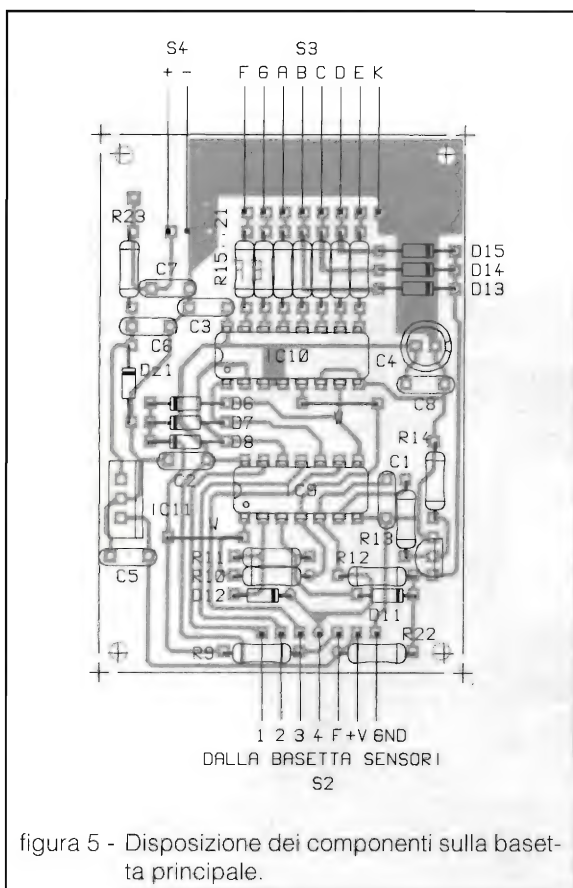 S4 S3
+ - F G A B C D E K
R23
R15..21
D15
D14
D13
C7
C3
C6
IC10
C4
C8
Dz1
D6
D7
D8
R14
C2
C9
C1
IC11
R13
C5
R11
R10
R12
D12
D11
R9
R22
1 2 3 4 F +V GND
DALLA BASETTA SENSORI
S2
figura 5 - Disposizione dei componenti sulla baset-
ta principale.